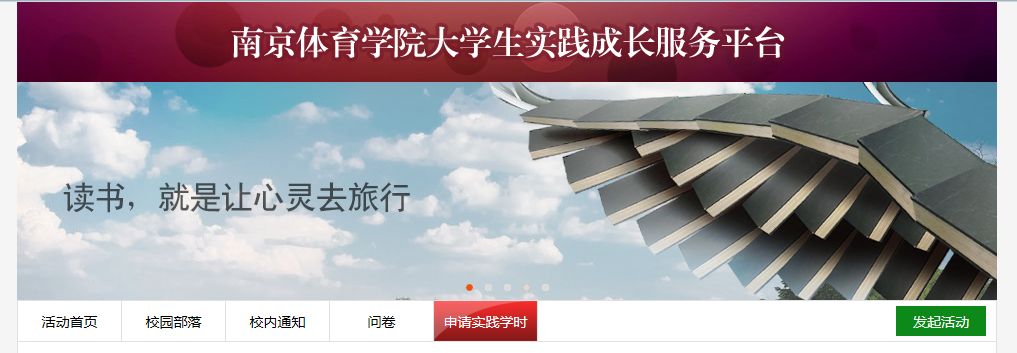 南京体育学院大学生实践成长服务平台
读书，就是让心灵去旅行
活动首页 校园部落 校内通知 问卷 申请实践学时 发起活动